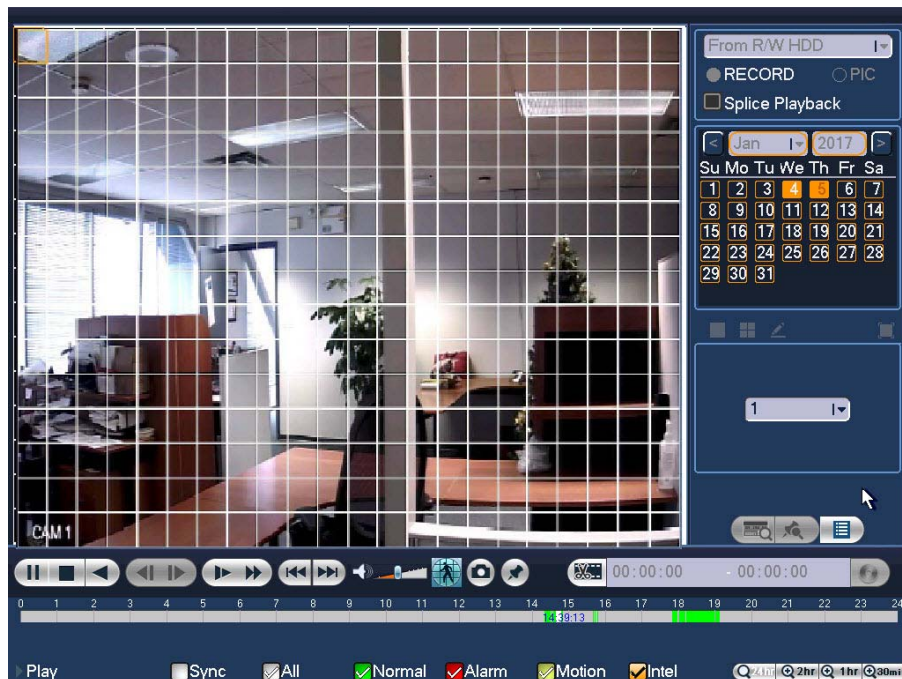 From R/W HDD
RECORD PIC
Splice Playback
< Jan 2017 >
Su Mo Tu We Th Fr Sa
1 2 3 4 5 6 7
8 9 10 11 12 13 14
15 16 17 18 19 20 21
22 23 24 25 26 27 28
29 30 31
1
CAM 1
00:00:00 - 00:00:00
0 1 2 3 4 5 6 7 8 9 10 11 12 13 14 15 16 17 18 19 20 21 22 23 24
14:39:13
Play Sync All Normal Alarm Motion Intel 24hr 2hr 1hr 30mi